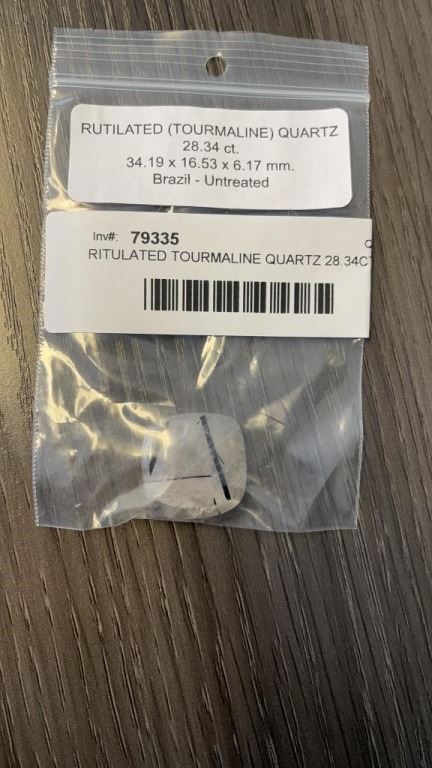 RUTILATED (TOURMALINE) QUARTZ
28.34 ct.
34.19 x 16.53 x 6.17 mm.
Brazil - Untreated
Inv#: 79335
RITULATED TOURMALINE QUARTZ 28.34C